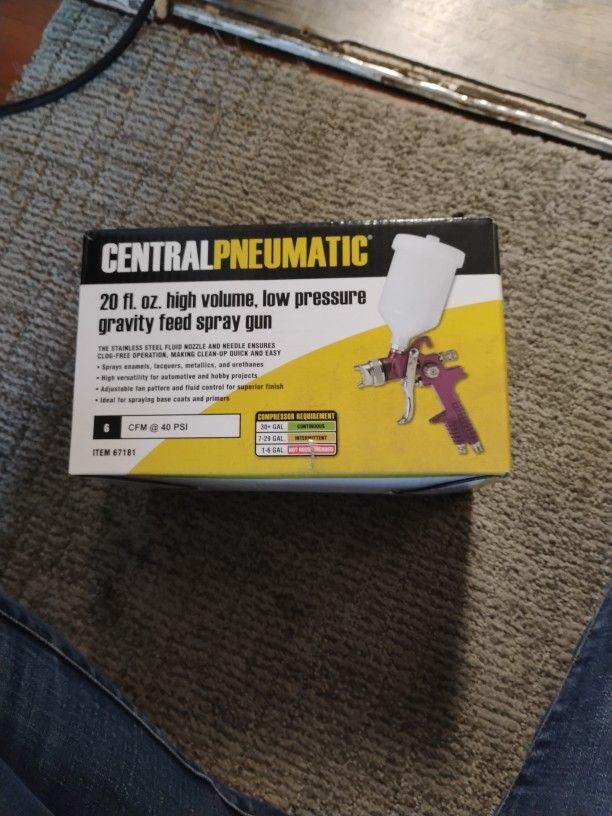 CENTRALPNEUMATIC®
20 fl. oz. high volume, low pressure
gravity feed spray gun
THE STAINLESS STEEL FLUID NOZZLE AND NEEDLE ENSURES
CLOG-FREE OPERATION, MAKING CLEAN-UP QUICK AND EASY
• Sprays enamels, lacquers, metallics, and urethanes
• High versatility for automotive and hobby projects
• Adjustable fan pattern and fluid control for superior finish
• Ideal for spraying base coats and primers
6 CFM @ 40 PSI
ITEM 67181
COMPRESSOR REQUIREMENT
30+ GAL. CONTINUOUS
7-29 GAL. INTERMITTENT
1-6 GAL. NOT RECOMMENDED